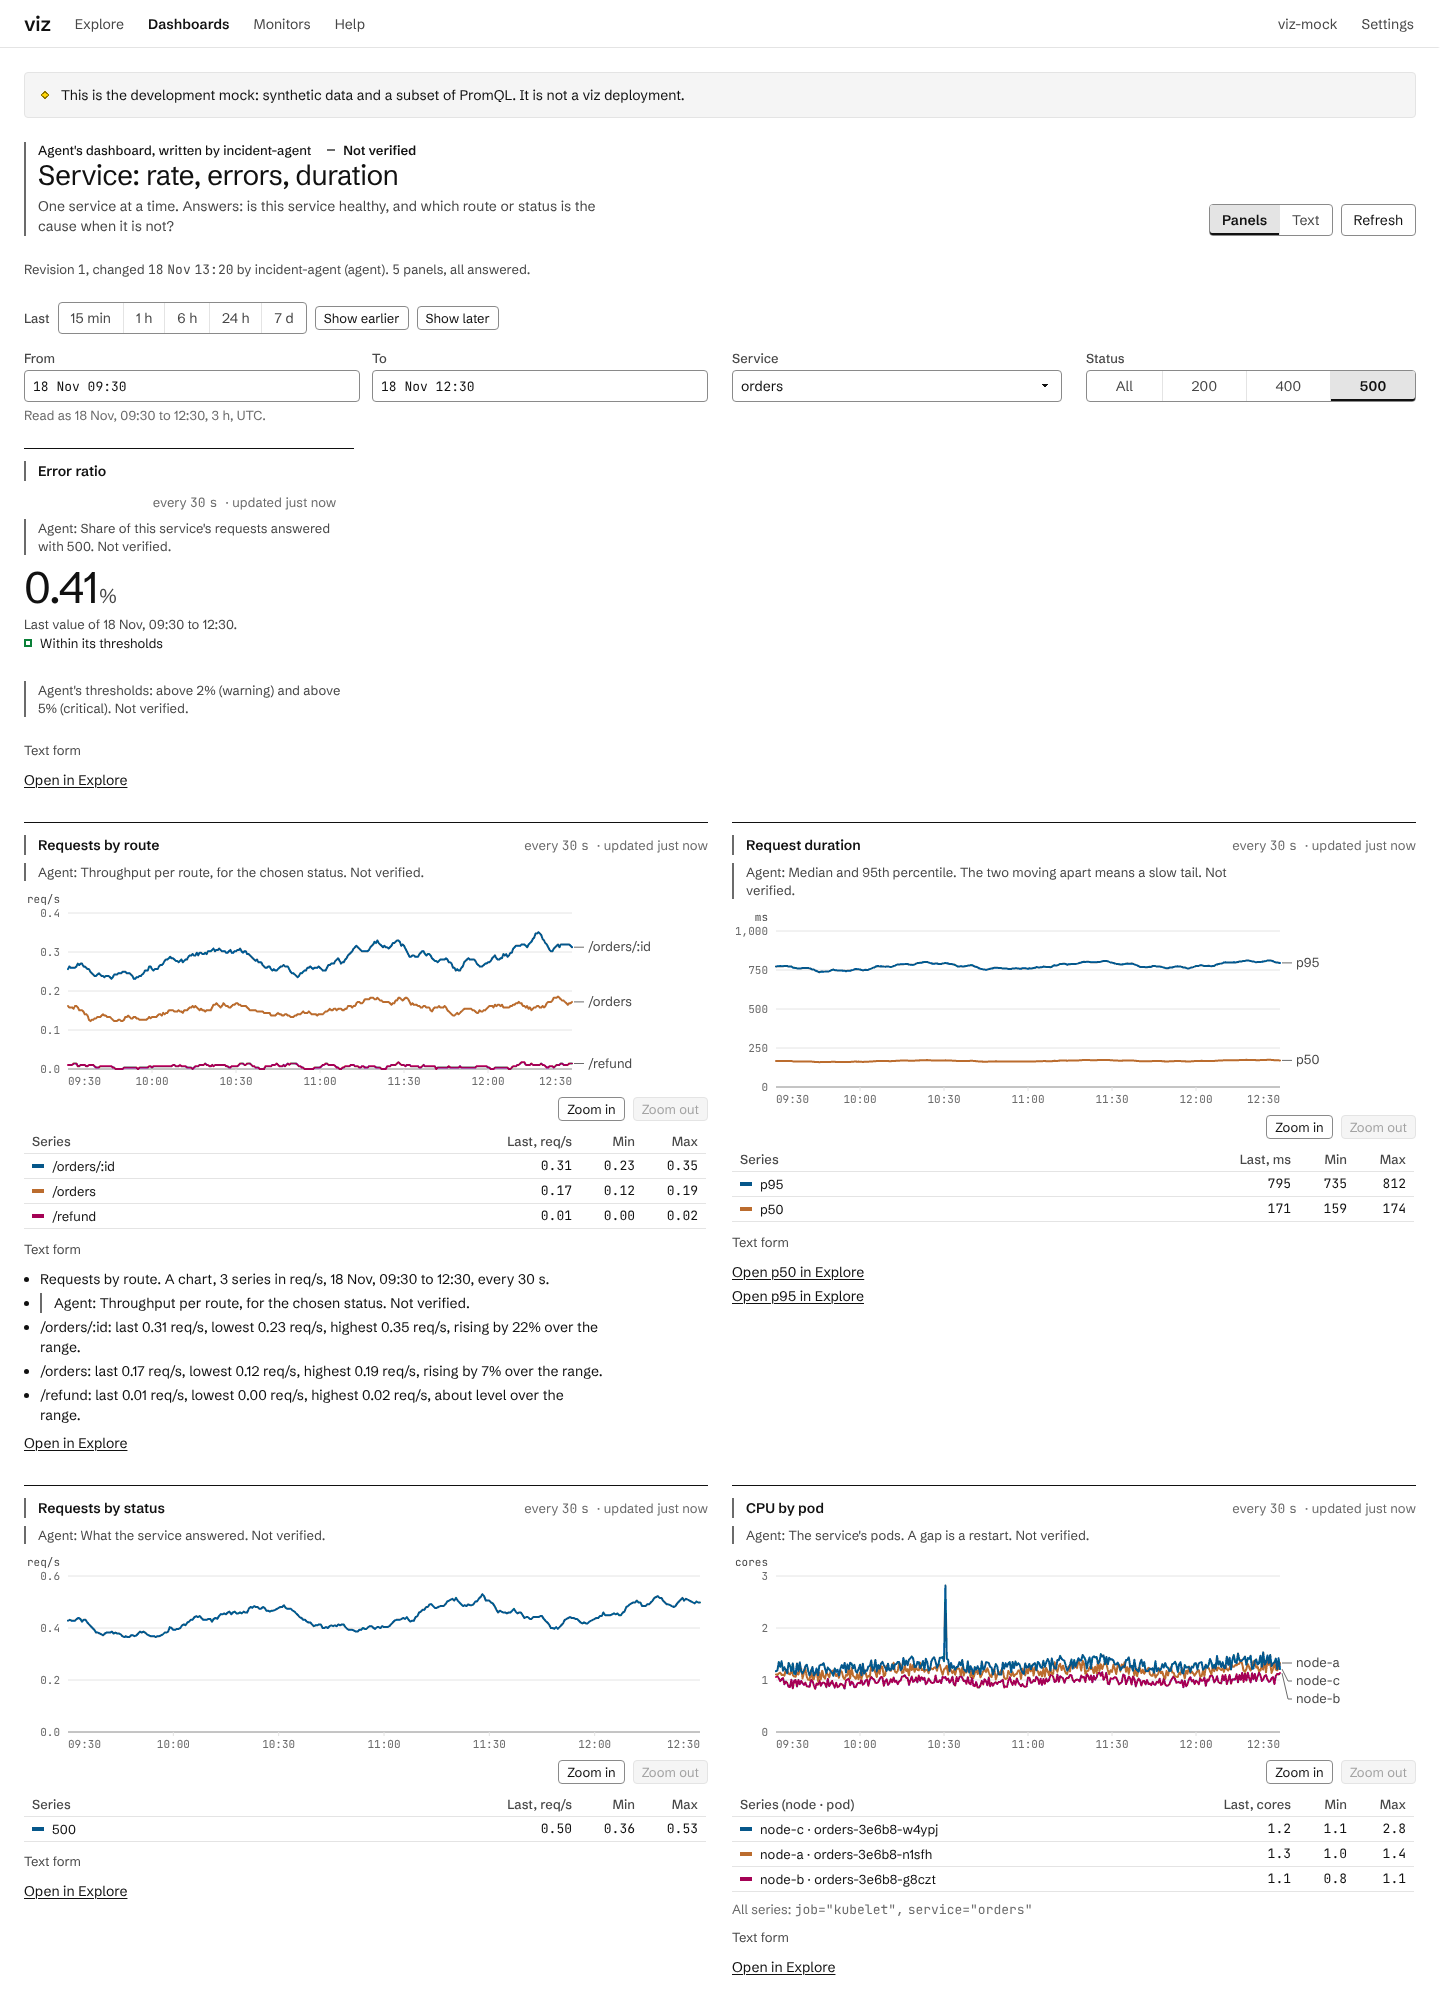 viz Explore Dashboards Monitors Help viz-mock Settings
This is the development mock: synthetic data and a subset of PromQL. It is not a viz deployment.
Agent's dashboard, written by incident-agent – Not verified
Service: rate, errors, duration
One service at a time. Answers: is this service healthy, and which route or status is the
cause when it is not?
Panels Text Refresh
Revision 1, changed 18 Nov 13:20 by incident-agent (agent). 5 panels, all answered.
Last 15 min 1 h 6 h 24 h 7 d Show earlier Show later
From To Service Status
18 Nov 09:30 18 Nov 12:30 orders All 200 400 500
Read as 18 Nov, 09:30 to 12:30, 3 h, UTC.
Error ratio
every 30 s · updated just now
Agent: Share of this service's requests answered
with 500. Not verified.
0.41%
Last value of 18 Nov, 09:30 to 12:30.
Within its thresholds
Agent's thresholds: above 2% (warning) and above
5% (critical). Not verified.
Text form
Open in Explore
Requests by route every 30 s · updated just now
Agent: Throughput per route, for the chosen status. Not verified.
req/s
0.4
0.3
0.2
0.1
0.0
/orders/:id
/orders
/refund
09:30 10:00 10:30 11:00 11:30 12:00 12:30
Zoom in Zoom out
Series Last, req/s Min Max
/orders/:id 0.31 0.23 0.35
/orders 0.17 0.12 0.19
/refund 0.01 0.00 0.02
Text form
Requests by route. A chart, 3 series in req/s, 18 Nov, 09:30 to 12:30, every 30 s.
Agent: Throughput per route, for the chosen status. Not verified.
/orders/:id: last 0.31 req/s, lowest 0.23 req/s, highest 0.35 req/s, rising by 22% over the
range.
/orders: last 0.17 req/s, lowest 0.12 req/s, highest 0.19 req/s, rising by 7% over the range.
/refund: last 0.01 req/s, lowest 0.00 req/s, highest 0.02 req/s, about level over the
range.
Open in Explore
Request duration every 30 s · updated just now
Agent: Median and 95th percentile. The two moving apart means a slow tail. Not
verified.
ms
1,000
750
500
250
0
p95
p50
09:30 10:00 10:30 11:00 11:30 12:00 12:30
Zoom in Zoom out
Series Last, ms Min Max
p95 795 735 812
p50 171 159 174
Text form
Open p50 in Explore
Open p95 in Explore
Requests by status every 30 s · updated just now
Agent: What the service answered. Not verified.
req/s
0.6
0.4
0.2
0.0
09:30 10:00 10:30 11:00 11:30 12:00 12:30
Zoom in Zoom out
Series Last, req/s Min Max
500 0.50 0.36 0.53
Text form
Open in Explore
CPU by pod every 30 s · updated just now
Agent: The service's pods. A gap is a restart. Not verified.
cores
3
2
1
0
node-a
node-c
node-b
09:30 10:00 10:30 11:00 11:30 12:00 12:30
Zoom in Zoom out
Series (node · pod) Last, cores Min Max
node-c · orders-3e6b8-w4ypj 1.2 1.1 2.8
node-a · orders-3e6b8-n1sfh 1.3 1.0 1.4
node-b · orders-3e6b8-g8czt 1.1 0.8 1.1
All series: job="kubelet", service="orders"
Text form
Open in Explore